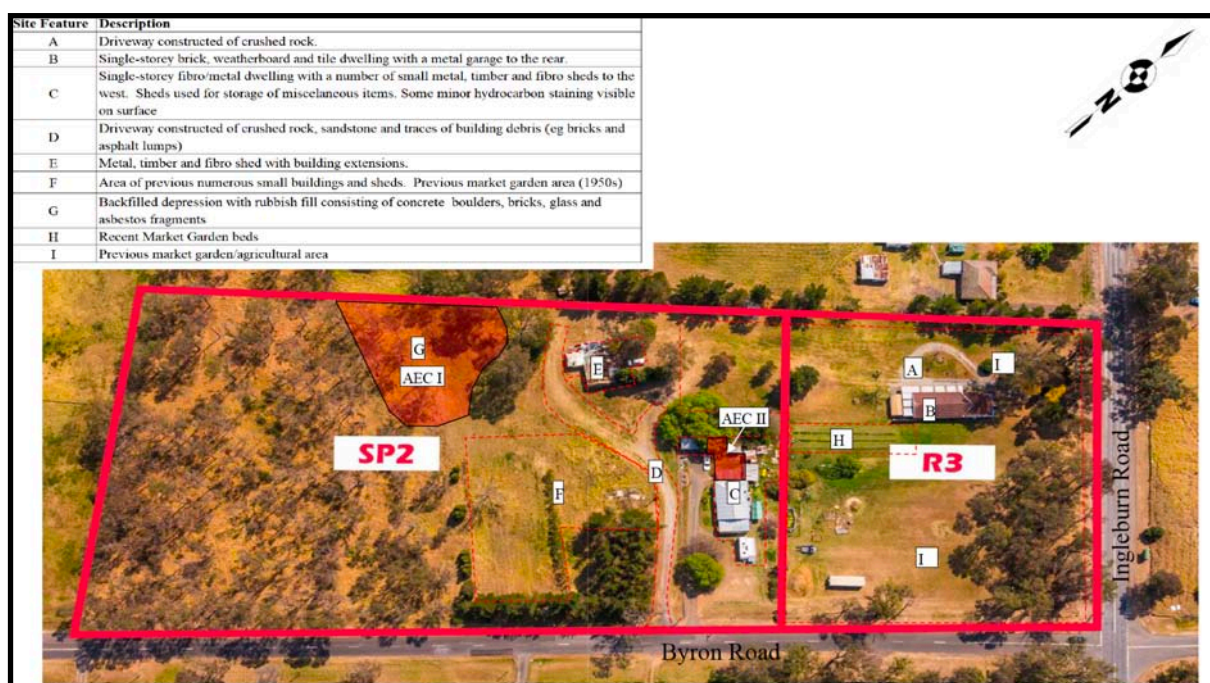 Site Feature Description
A Driveway constructed of crushed rock.
B Single-storey brick, weatherboard and tile dwelling with a metal garage to the rear.
C Single-storey fibro/metal dwelling with a number of small metal, timber and fibro sheds to the
west. Sheds used for storage of miscelaneous items. Some minor hydrocarbon staining visible
on surface
D Driveway constructed of crushed rock, sandstone and traces of building debris (eg bricks and
asphalt lumps)
E Metal, timber and fibro shed with building extensions.
F Area of previous numerous small buildings and sheds. Previous market garden area (1950s)
G Backfilled depression with rubbish fill consisting of concrete boulders, bricks, glass and
asbestos fragments
H Recent Market Garden beds
I Previous market garden/agricultural area
N
G
AEC I
E
A
I
B
AEC II
H
SP2
R3
D
C
F
I
Ingleburn Road
Byron Road